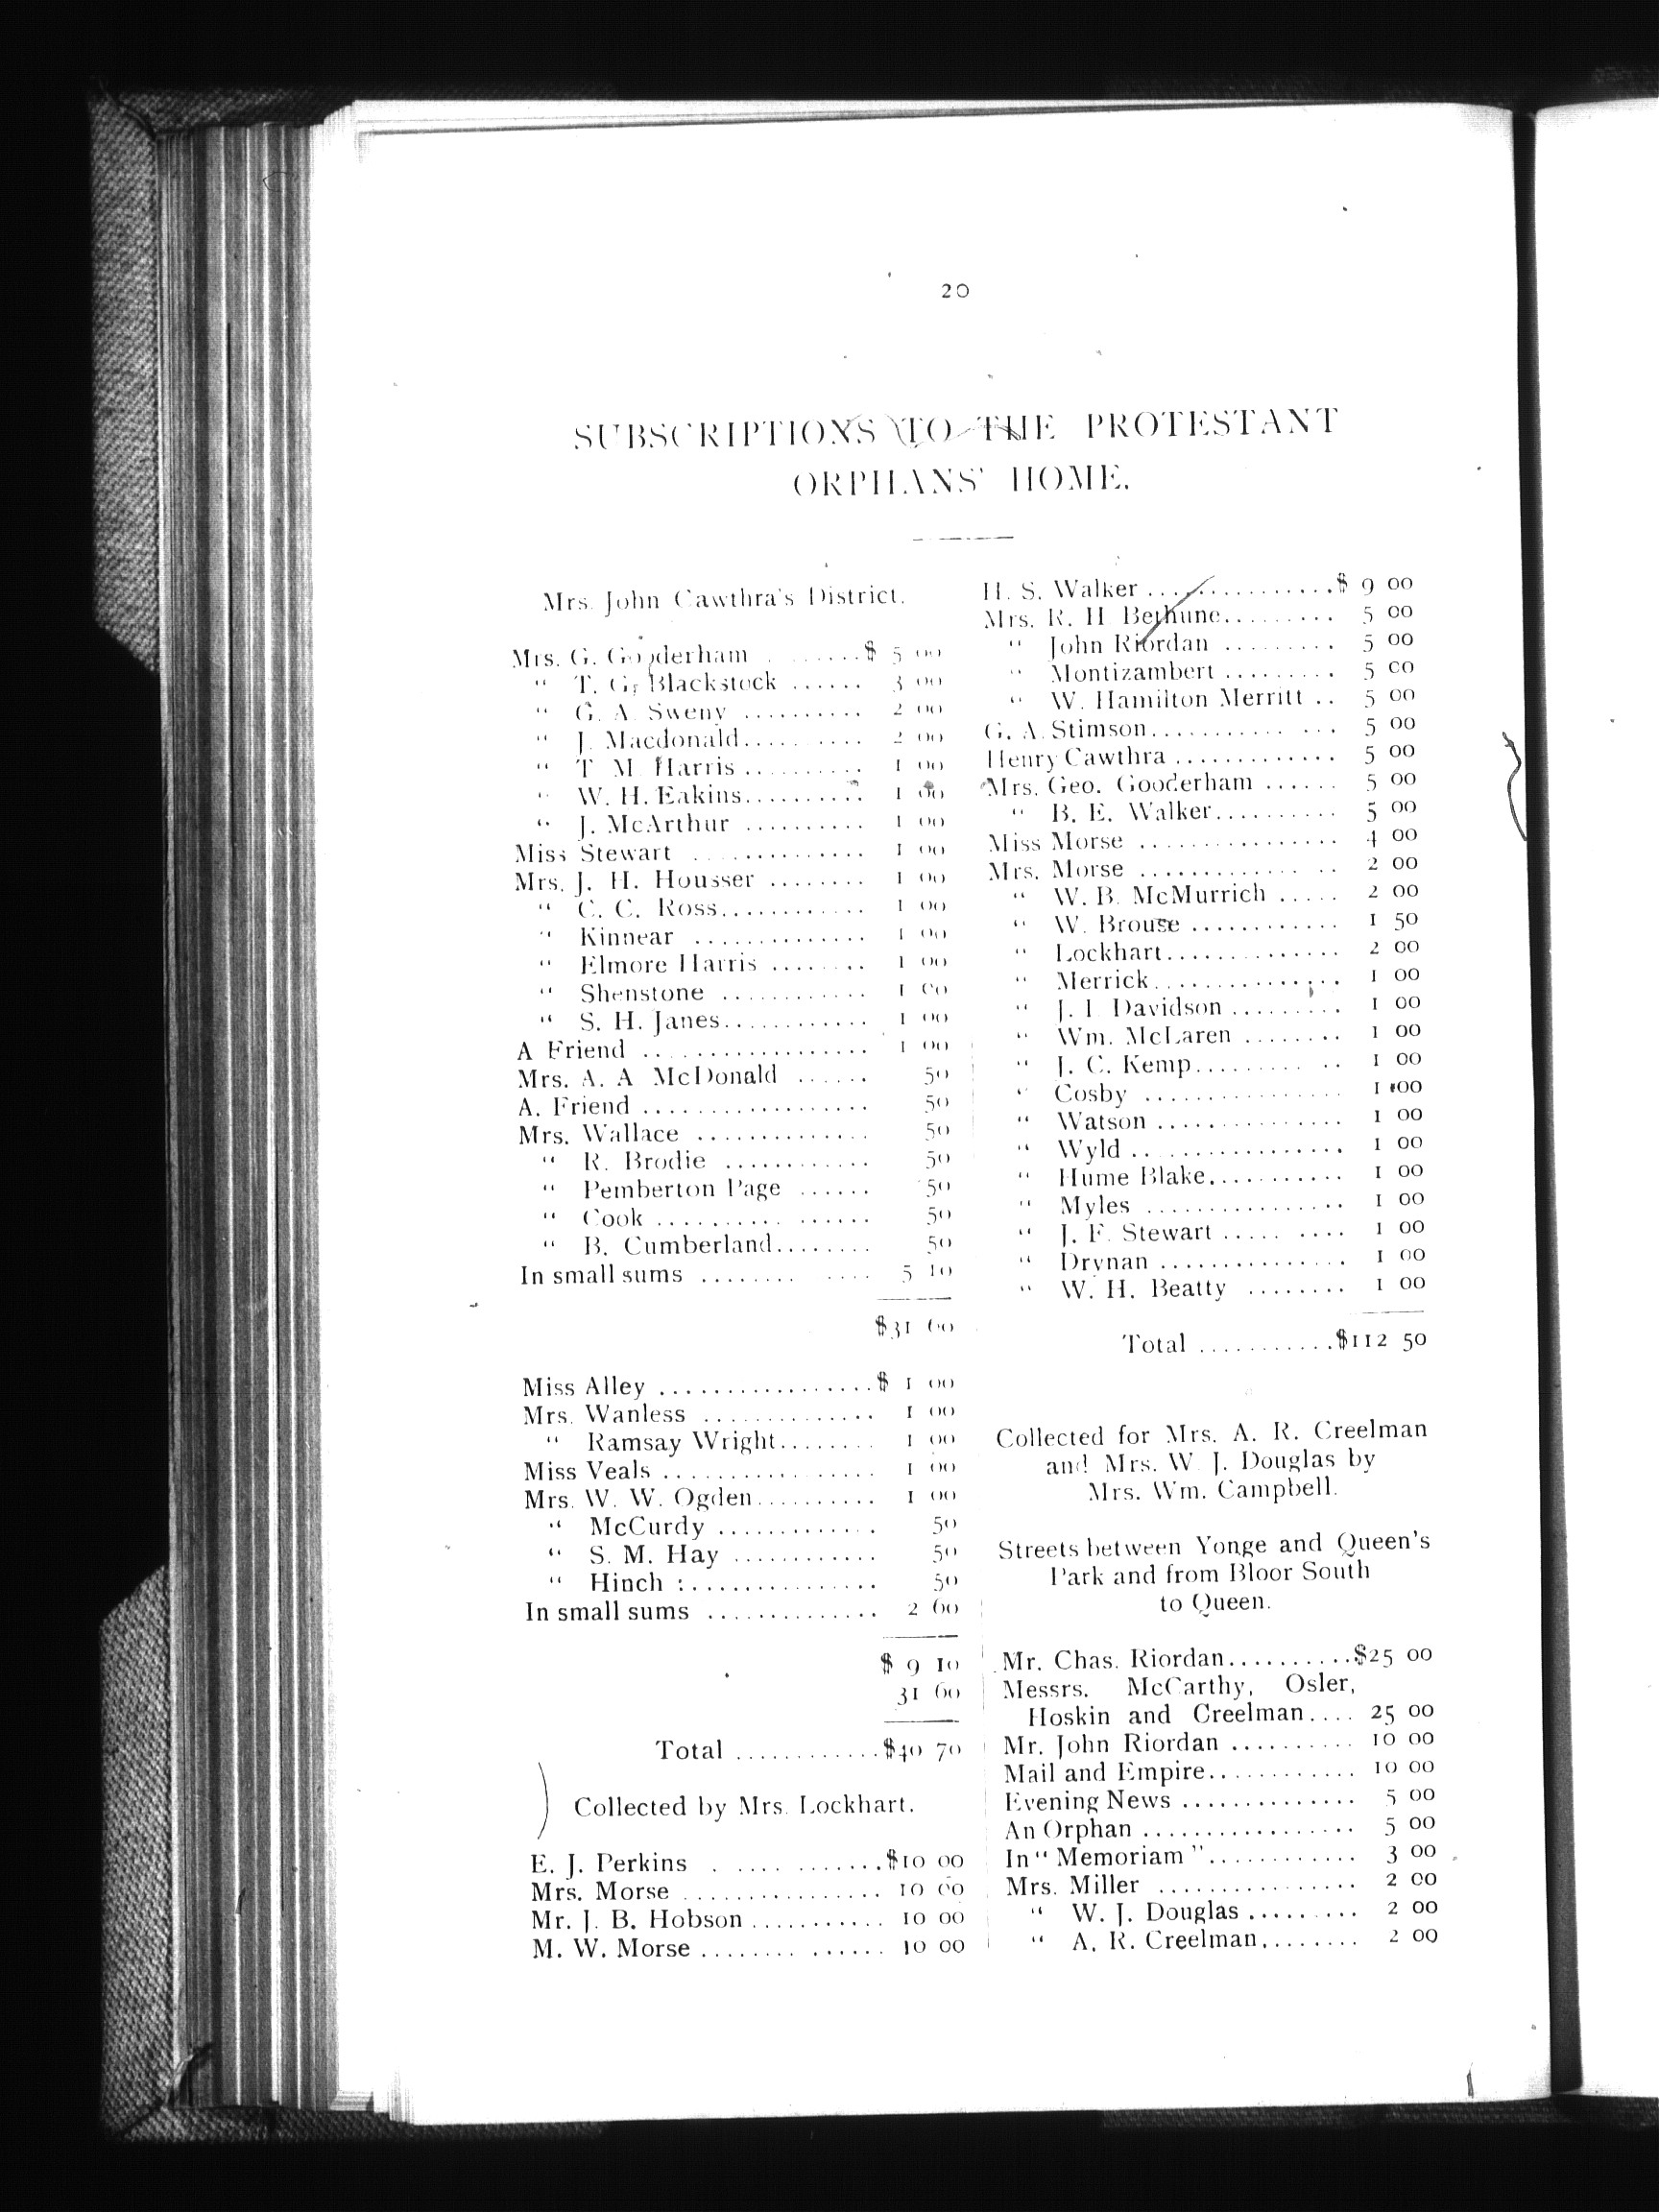 20
SUBSCRIPTIONS TO THE PROTESTANT
ORPHANS' HOME.
Mrs. John Cawthra's District.
Mrs. G. Gooderham . ........$ 5 00
" T. G. Blackstock ...... 3 00
" G. A. Sweny .......... 2 00
" J. Macdonald.......... 2 00
" T. M. Harris.......... 1 00
" W. H. Eakins.......... 1 00
" J. McArthur .......... 1 00
Miss Stewart .............. 1 00
Mrs. J. H. Housser ........ 1 00
" C. C. Ross............ 1 00
" Kinnear .............. 1 00
" Elmore Harris ........ 1 00
" Shenstone ............ 1 00
" S. H. Janes............ 1 00
A Friend .................. 1 00
Mrs. A. A McDonald ...... 50
A. Friend ................... 50
Mrs. Wallace .............. 50
" R. Brodie ............ 50
" Pemberton Page ...... 50
" Cook ................ 50
" B. Cumberland........ 50
In small sums ........ .... 5 10
$31 60
Miss Alley ..................$ 1 00
Mrs. Wanless .............. 1 00
" Ramsay Wright........ 1 00
Miss Veals ................. 1 00
Mrs. W. W. Ogden.......... 1 00
" McCurdy ............. 50
" S. M. Hay ............ 50
" Hinch :............... 50
In small sums .............. 2 60
$ 9 10
31 60
Total ............$40 70
Collected by Mrs. Lockhart.
E. J. Perkins . .... .......$10 00
Mrs. Morse ................ 10 00
Mr. J. B. Hobson ........... 10 00
M. W. Morse ........ ...... 10 00
H. S. Walker ...............$ 9 00
Mrs. R. H Bethune......... 5 00
" John Riordan ......... 5 00
" Montizambert ......... 5 00
" W. Hamilton Merritt .. 5 00
G. A. Stimson........... ... 5 00
Henry Cawthra ............. 5 00
Mrs. Geo. Gooderham ...... 5 00
" B. E. Walker.......... 5 00
Miss Morse ................ 4 00
Mrs. Morse ............. .. 2 00
" W. B. McMurrich ..... 2 00
" W. Brouse ............ 1 50
" Lockhart.............. 2 00
" Merrick............... 1 00
" J. I. Davidson ......... 1 00
" Wm. McLaren ........ 1 00
" J. C. Kemp......... .. 1 00
" Cosby ................ 1 00
" Watson ............... 1 00
" Wyld ................. 1 00
" Hume Blake........... 1 00
" Myles ................ 1 00
" J. F. Stewart ..... .... 1 00
" Drynan ............... 1 00
" W. H. Beatty ........ 1 00
Total ...........$112 50
Collected for Mrs. A. R. Creelman
and Mrs. W. J. Douglas by
Mrs. Wm. Campbell.
Streets between Yonge and Queen's
Park and from Bloor South
to Queen.
Mr. Chas. Riordan..........$25 00
Messrs. McCarthy, Osler,
Hoskin and Creelman.... 25 00
Mr. John Riordan .......... 10 00
Mail and Empire............ 10 00
Evening News .............. 5 00
An Orphan ................. 5 00
In " Memoriam "............ 3 00
Mrs. Miller ................ 2 00
" W. J. Douglas ......... 2 00
" A. R. Creelman........ 2 00